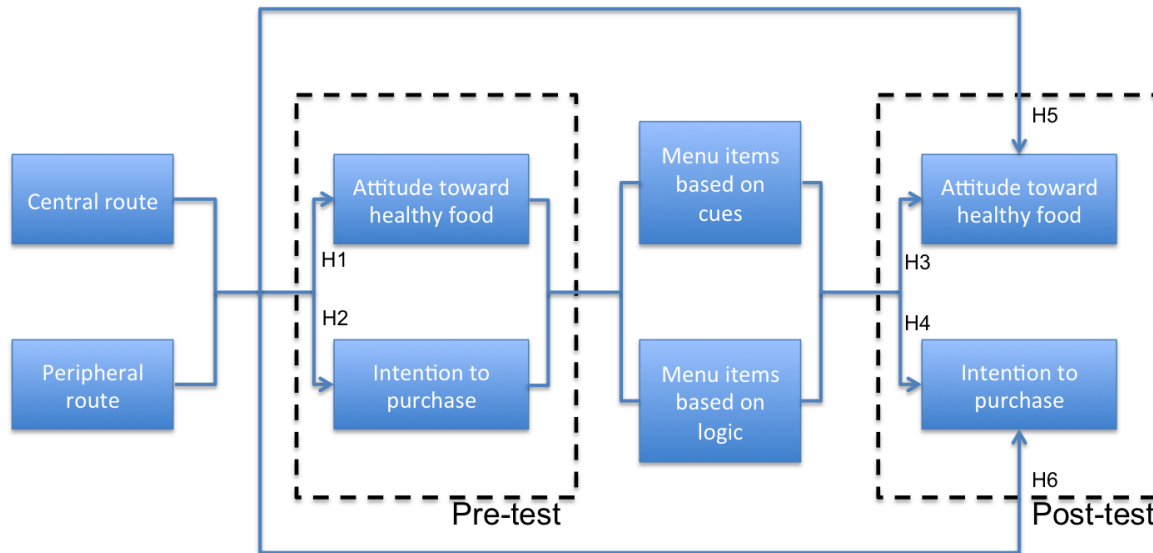 H5
Menu items
based on
cues
Central route
Attitude toward
healthy food
Attitude toward
healthy food
H1
H3
H2
H4
Peripheral
route
Intention to
purchase
Menu items
based on
logic
Intention to
purchase
H6
Pre-test
Post-test